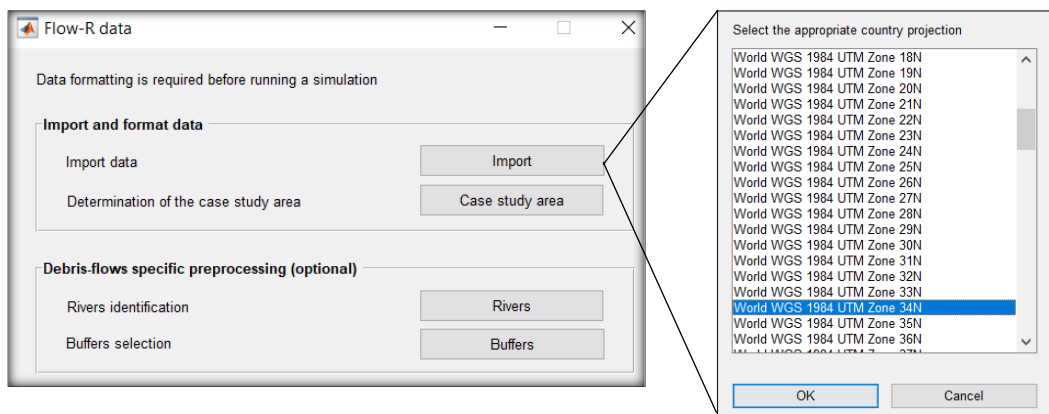 Flow-R data
Data formatting is required before running a simulation
Import and format data
Import data
Import
Determination of the case study area
Case study area
Debris-flows specific preprocessing (optional)
Rivers identification
Rivers
Buffers selection
Buffers
Select the appropriate country projection
World WGS 1984 UTM Zone 18N
World WGS 1984 UTM Zone 19N
World WGS 1984 UTM Zone 20N
World WGS 1984 UTM Zone 21N
World WGS 1984 UTM Zone 22N
World WGS 1984 UTM Zone 23N
World WGS 1984 UTM Zone 24N
World WGS 1984 UTM Zone 25N
World WGS 1984 UTM Zone 26N
World WGS 1984 UTM Zone 27N
World WGS 1984 UTM Zone 28N
World WGS 1984 UTM Zone 29N
World WGS 1984 UTM Zone 30N
World WGS 1984 UTM Zone 31N
World WGS 1984 UTM Zone 32N
World WGS 1984 UTM Zone 33N
World WGS 1984 UTM Zone 34N
World WGS 1984 UTM Zone 35N
World WGS 1984 UTM Zone 36N
World WGS 1984 UTM Zone 37N
OK
Cancel